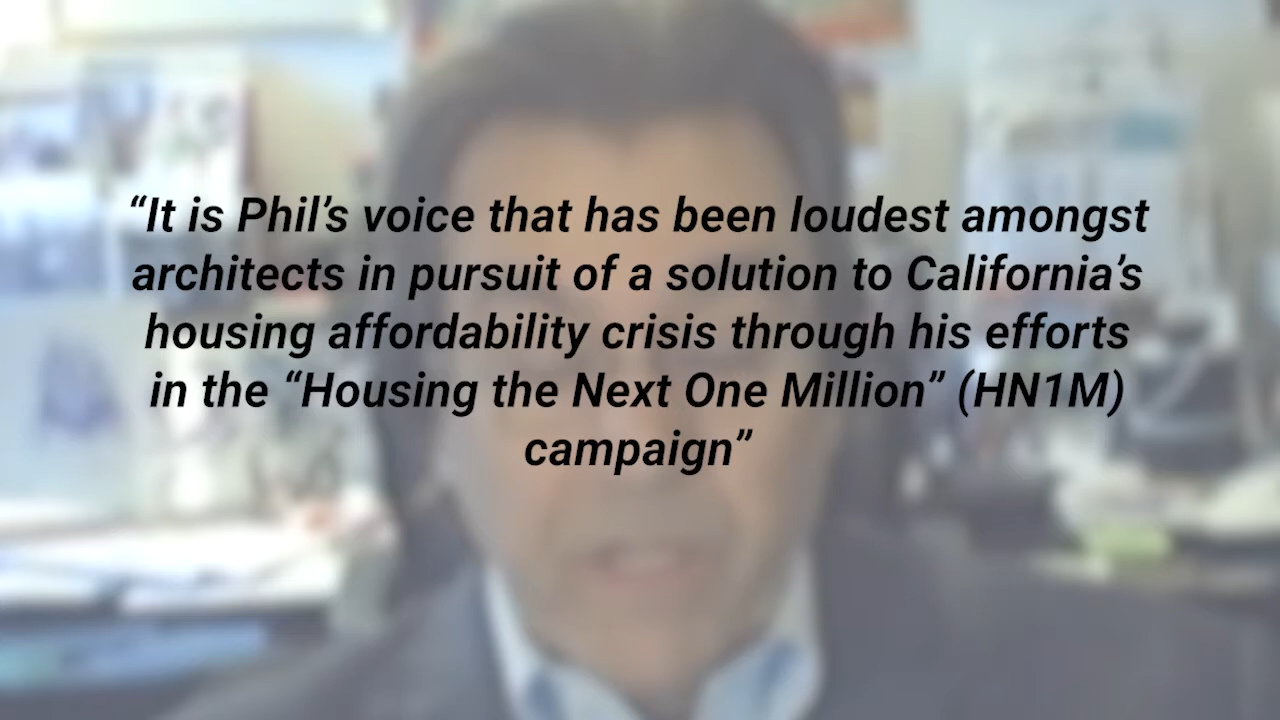 “It is Phil’s voice that has been loudest amongst
architects in pursuit of a solution to California’s
housing affordability crisis through his efforts
in the “Housing the Next One Million” (HN1M)
campaign”